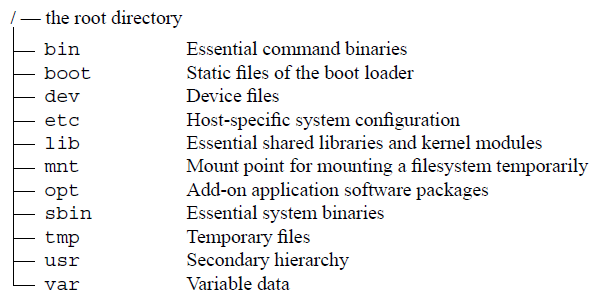 / — the root directory
bin Essential command binaries
boot Static files of the boot loader
dev Device files
etc Host-specific system configuration
lib Essential shared libraries and kernel modules
mnt Mount point for mounting a filesystem temporarily
opt Add-on application software packages
sbin Essential system binaries
tmp Temporary files
usr Secondary hierarchy
var Variable data